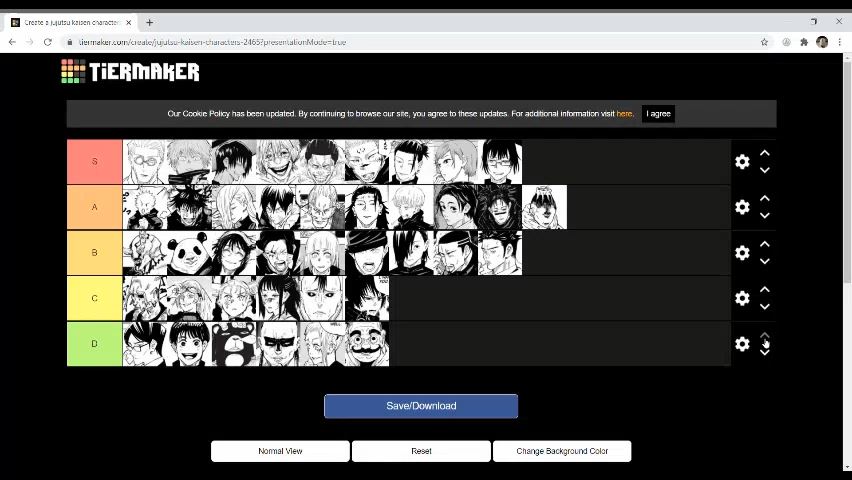 Create a jujutsu kaisen characters
tiermaker.com/create/jujutsu-kaisen-characters-2465?presentationMode=true
TiERMAKER
Our Cookie Policy has been updated. By continuing to browse our site, you agree to these updates. For additional information visit here.
I agree
S
A
B
C
D
Save/Download
Normal View
Reset
Change Background Color